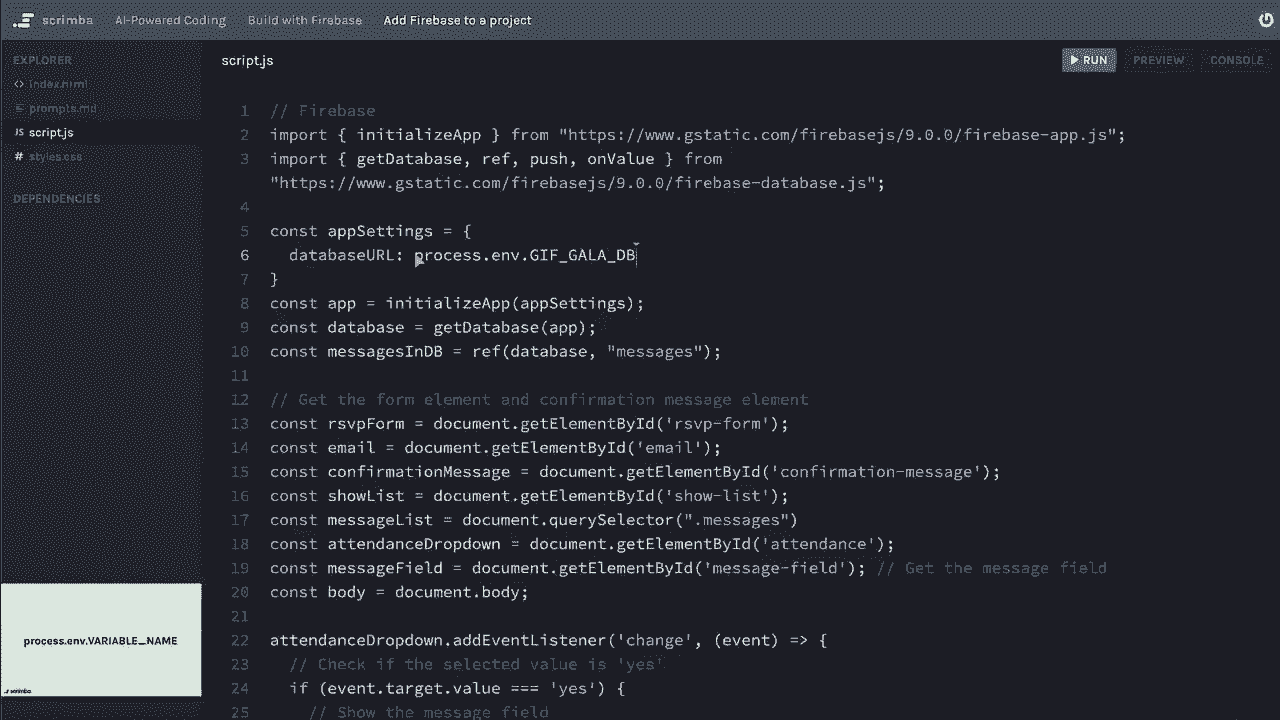 scrimba AI-Powered Coding Build with Firebase Add Firebase to a project
EXPLORER
index.html
prompts.md
JS script.js
# styles.css
DEPENDENCIES
script.js
RUN PREVIEW CONSOLE
1 // Firebase
2 import { initializeApp } from "https://www.gstatic.com/firebasejs/9.0.0/firebase-app.js";
3 import { getDatabase, ref, push, onValue } from
"https://www.gstatic.com/firebasejs/9.0.0/firebase-database.js";
4
5 const appSettings = {
6 databaseURL: process.env.GIF_GALA_DB
7 }
8 const app = initializeApp(appSettings);
9 const database = getDatabase(app);
10 const messagesInDB = ref(database, "messages");
11
12 // Get the form element and confirmation message element
13 const rsvpForm = document.getElementById('rsvp-form');
14 const email = document.getElementById('email');
15 const confirmationMessage = document.getElementById('confirmation-message');
16 const showList = document.getElementById('show-list');
17 const messageList = document.querySelector(".messages")
18 const attendanceDropdown = document.getElementById('attendance');
19 const messageField = document.getElementById('message-field'); // Get the message field
20 const body = document.body;
21
22 attendanceDropdown.addEventListener('change', (event) => {
23 // Check if the selected value is 'yes'
24 if (event.target.value === 'yes') {
25 // Show the message field
process.env.VARIABLE_NAME
scrimba